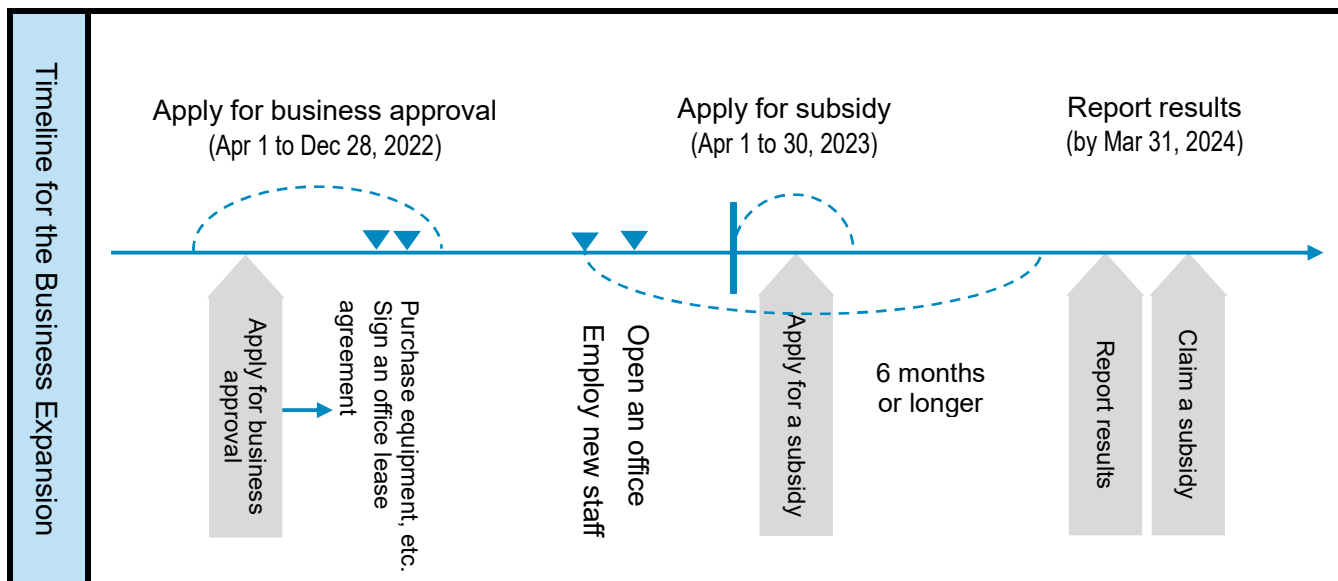 Timeline for the Business Expansion
Apply for business approval
(Apr 1 to Dec 28, 2022)
Apply for subsidy
(Apr 1 to 30, 2023)
Report results
(by Mar 31, 2024)
Apply for business
approval
Purchase equipment, etc.
Sign an office lease
agreement
Open an office
Employ new staff
Apply for a subsidy
6 months
or longer
Report results
Claim a subsidy